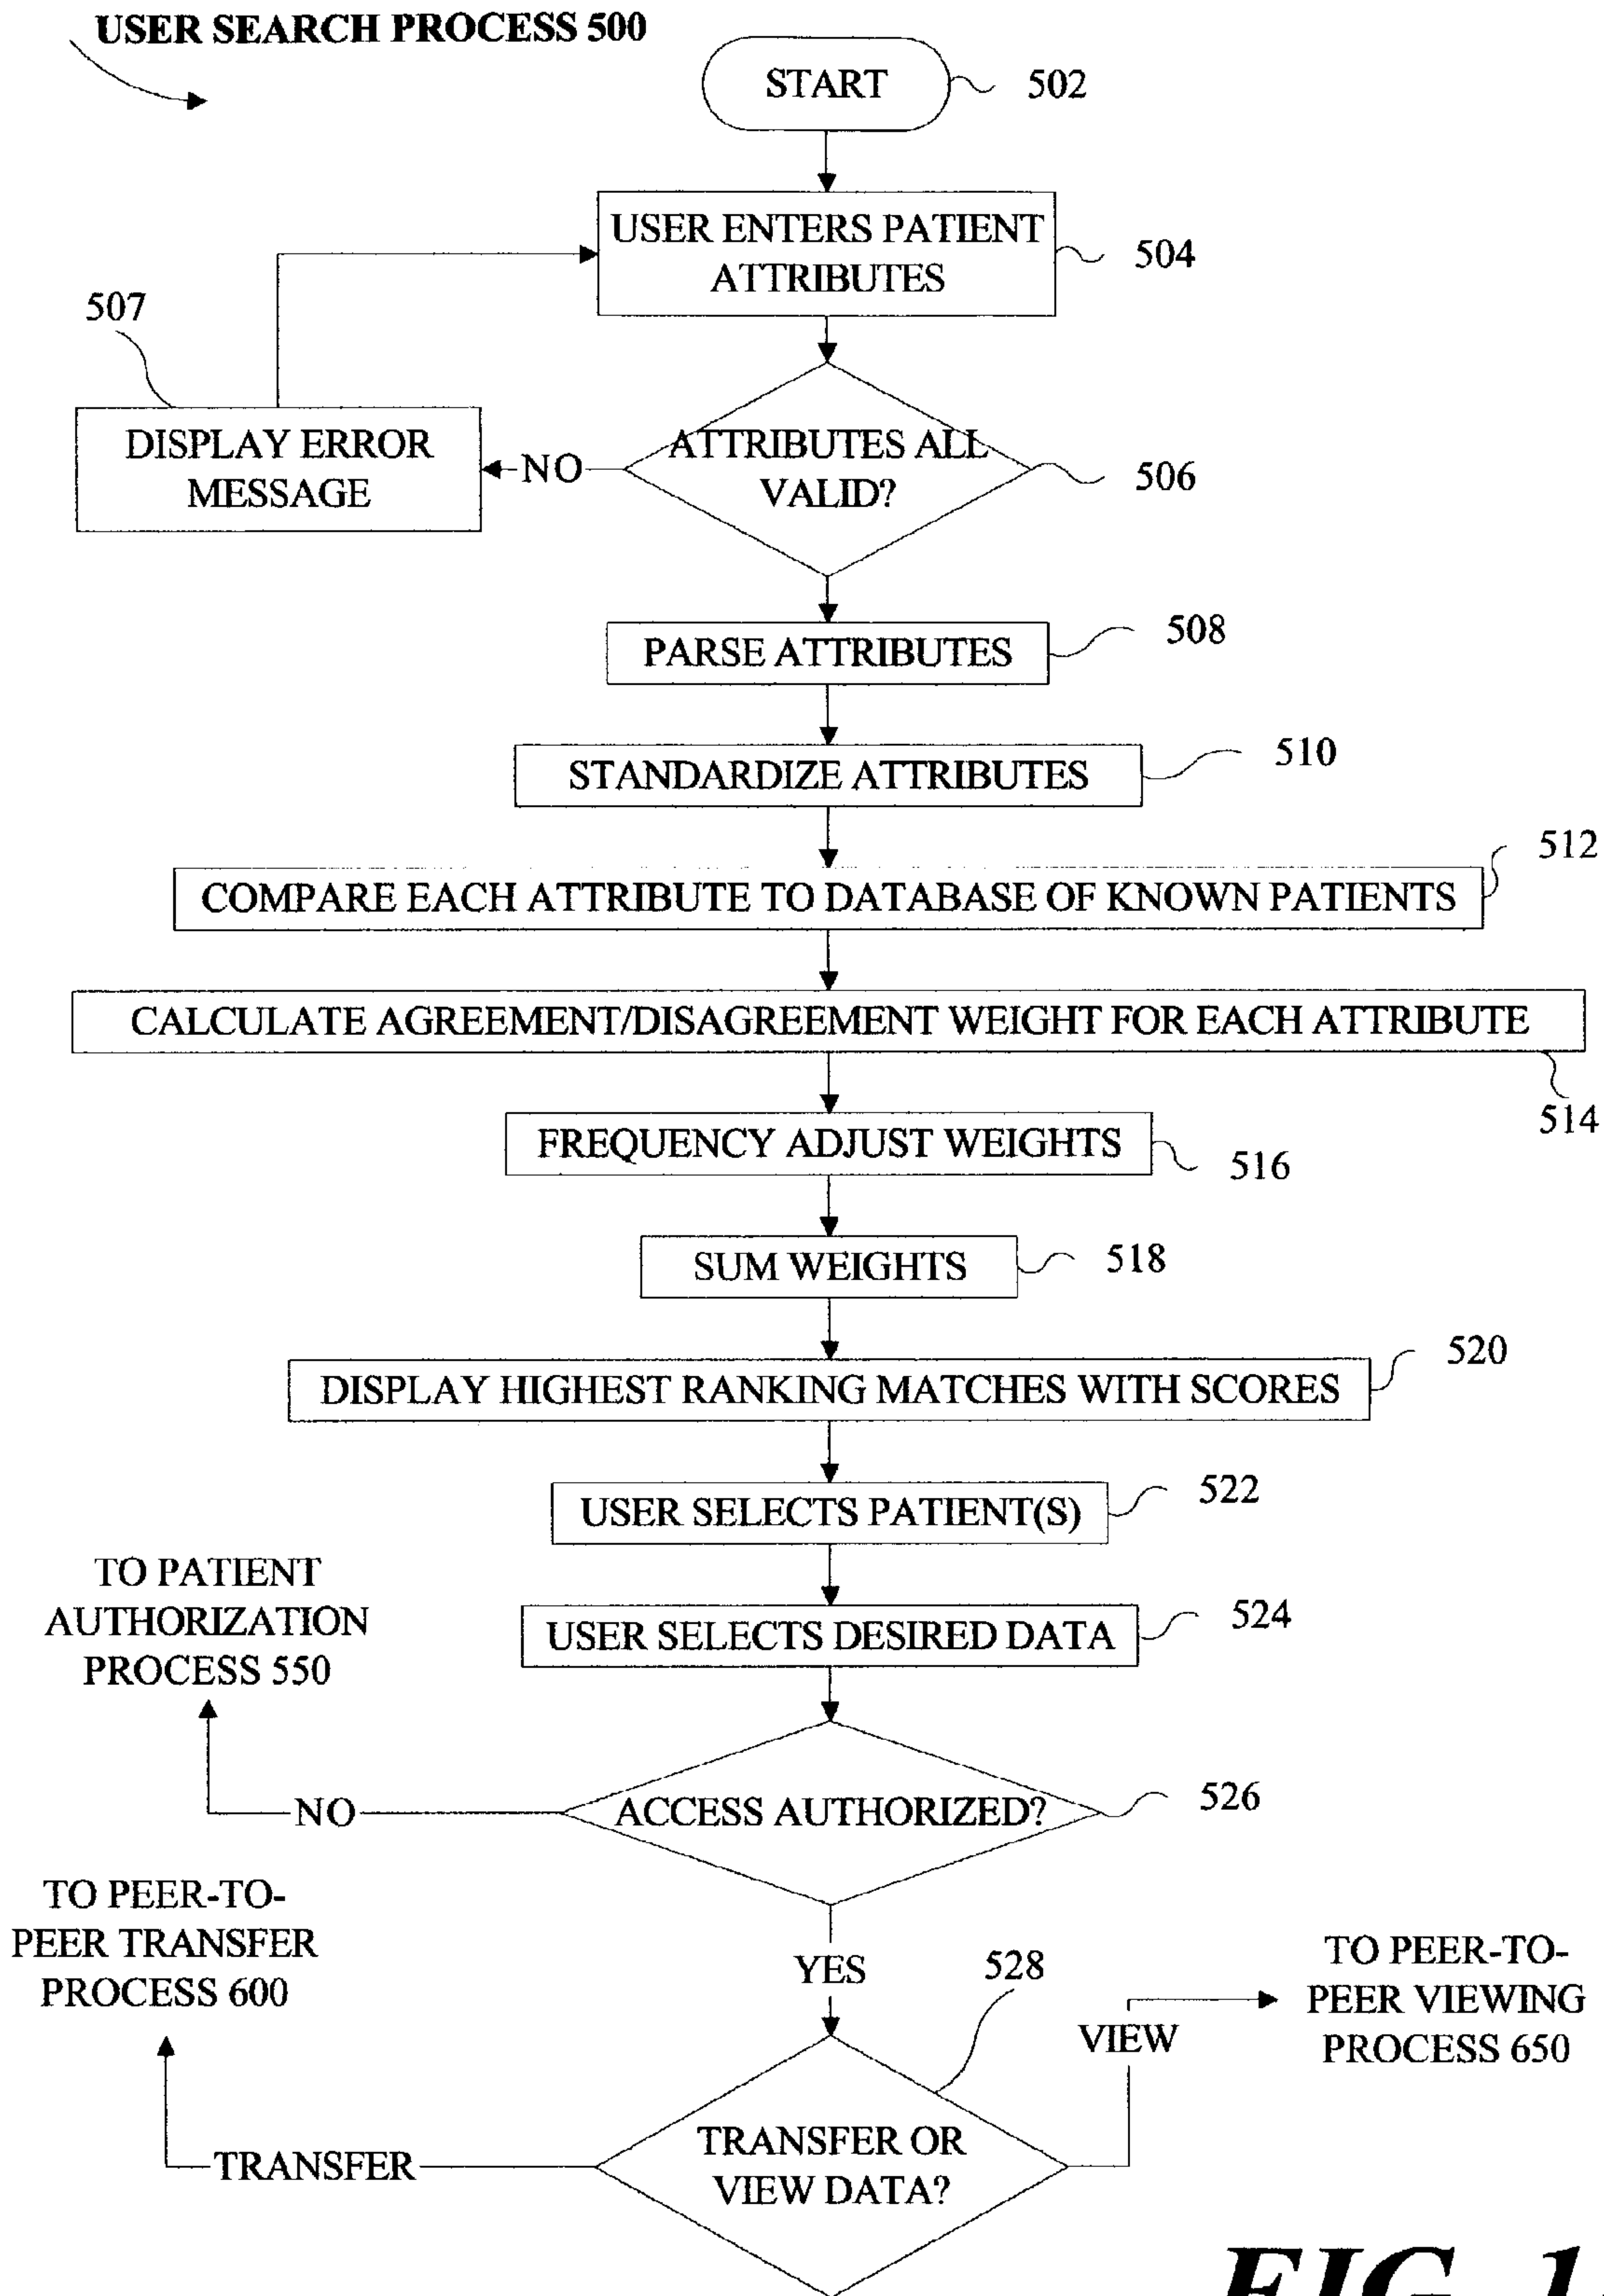 USER SEARCH PROCESS 500
START
502
USER ENTERS PATIENT
ATTRIBUTES
504
507
DISPLAY ERROR
MESSAGE
NO
ATTRIBUTES ALL
VALID?
506
PARSE ATTRIBUTES
508
STANDARDIZE ATTRIBUTES
510
COMPARE EACH ATTRIBUTE TO DATABASE OF KNOWN PATIENTS
512
CALCULATE AGREEMENT/DISAGREEMENT WEIGHT FOR EACH ATTRIBUTE
514
FREQUENCY ADJUST WEIGHTS
516
SUM WEIGHTS
518
DISPLAY HIGHEST RANKING MATCHES WITH SCORES
520
USER SELECTS PATIENT(S)
522
TO PATIENT
AUTHORIZATION
PROCESS 550
USER SELECTS DESIRED DATA
524
NO
ACCESS AUTHORIZED?
526
TO PEER-TO-
PEER TRANSFER
PROCESS 600
YES
528
VIEW
TO PEER-TO-
PEER VIEWING
PROCESS 650
TRANSFER
TRANSFER OR
VIEW DATA?
FIG.